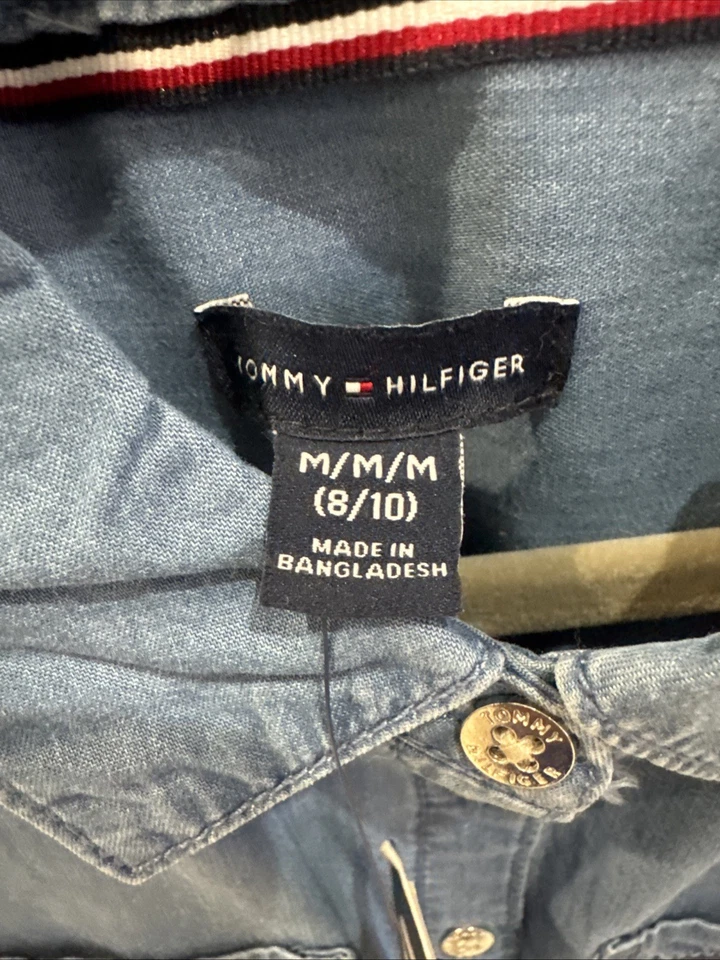 TOMMY HILFIGER
M/M/M
(8/10)
MADE IN
BANGLADESH
TOMMY
HILFIGER